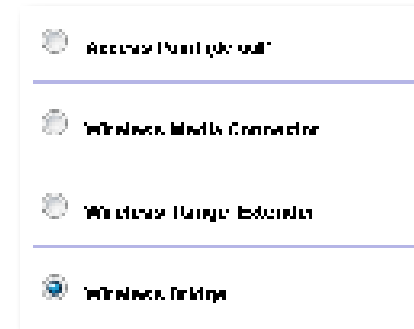 Access Point (default)
Wireless Media Connector
Wireless Range Extender
Wireless Bridge